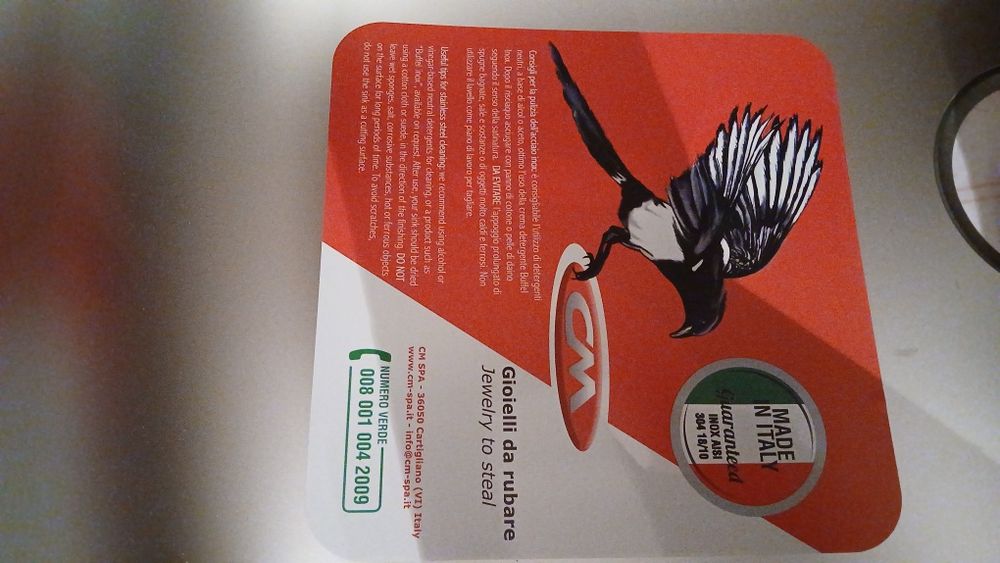 MADE
IN ITALY
Guaranteed
INOX AISI
304 18/10
CM
Consigli per la pulizia dell'acciaio inox: è consigliabile l'utilizzo di detergenti
neutri, a base di alcol o aceto, ottimo l'uso della crema detergente Buffel
Inox. Dopo il risciaquo asciugare con panno di cotone o pelle di daino
seguendo il senso della satinatura. DA EVITARE l'appoggio prolungato di
spugne bagnate, sale e sostanze o di oggetti molto caldi e ferrosi. Non
utilizzare il lavello come piano di lavoro per tagliare.
Useful tips for stainless steel cleaning: we recommend using alcohol or
vinegar-based neutral detergents for cleaning, or a product such as
"Buffel inox", available on request. After use, your sink should be dried
using a cotton cloth or suede, in the direction of the finishing. DO NOT
leave wet sponges, salt, corrosive substances, hot or ferrous objects
on the surface for long periods of time. To avoid scratches,
do not use the sink as a cutting surface.
Gioielli da rubare
Jewelry to steal
CM SPA - 36050 Cartigliano (VI) Italy
www.cm-spa.it - info@cm-spa.it
NUMERO VERDE
008 001 004 2009